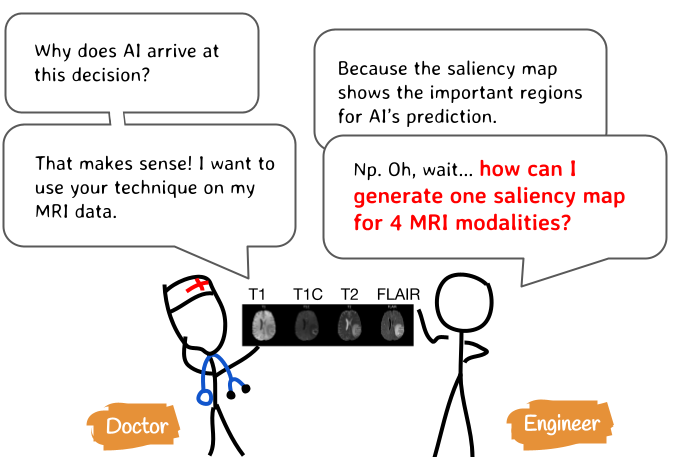 Why does AI arrive at
this decision?
Because the saliency map
shows the important regions
for AI's prediction.
That makes sense! I want to
use your technique on my
MRI data.
Np. Oh, wait... how can I
generate one saliency map
for 4 MRI modalities?
T1 T1C T2 FLAIR
Doctor
Engineer